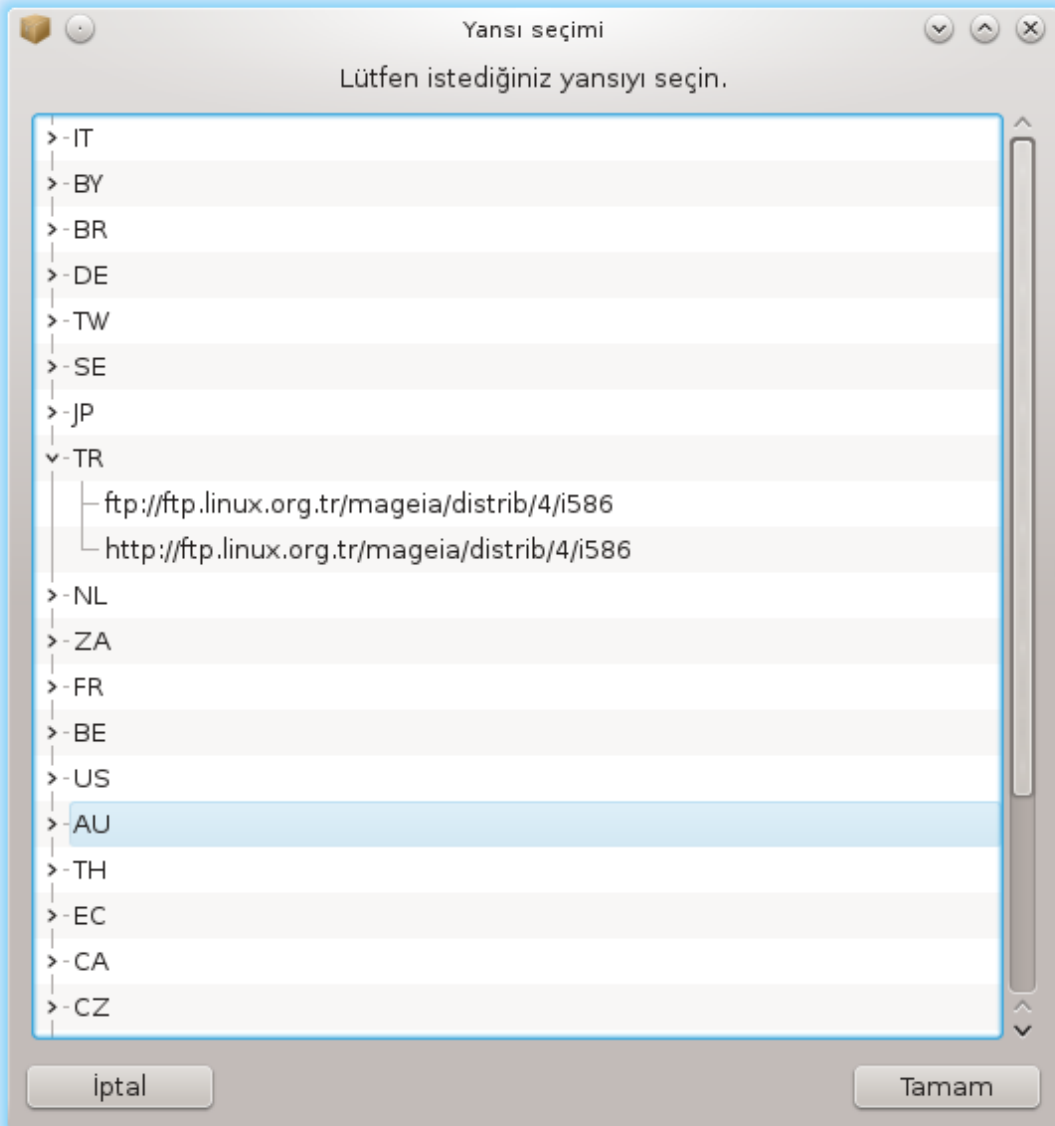 Yansı seçimi
Lütfen istediğiniz yansıyı seçin.
IT
BY
BR
DE
TW
SE
JP
TR
ftp://ftp.linux.org.tr/mageia/distrib/4/i586
http://ftp.linux.org.tr/mageia/distrib/4/i586
NL
ZA
FR
BE
US
AU
TH
EC
CA
CZ
İptal
Tamam